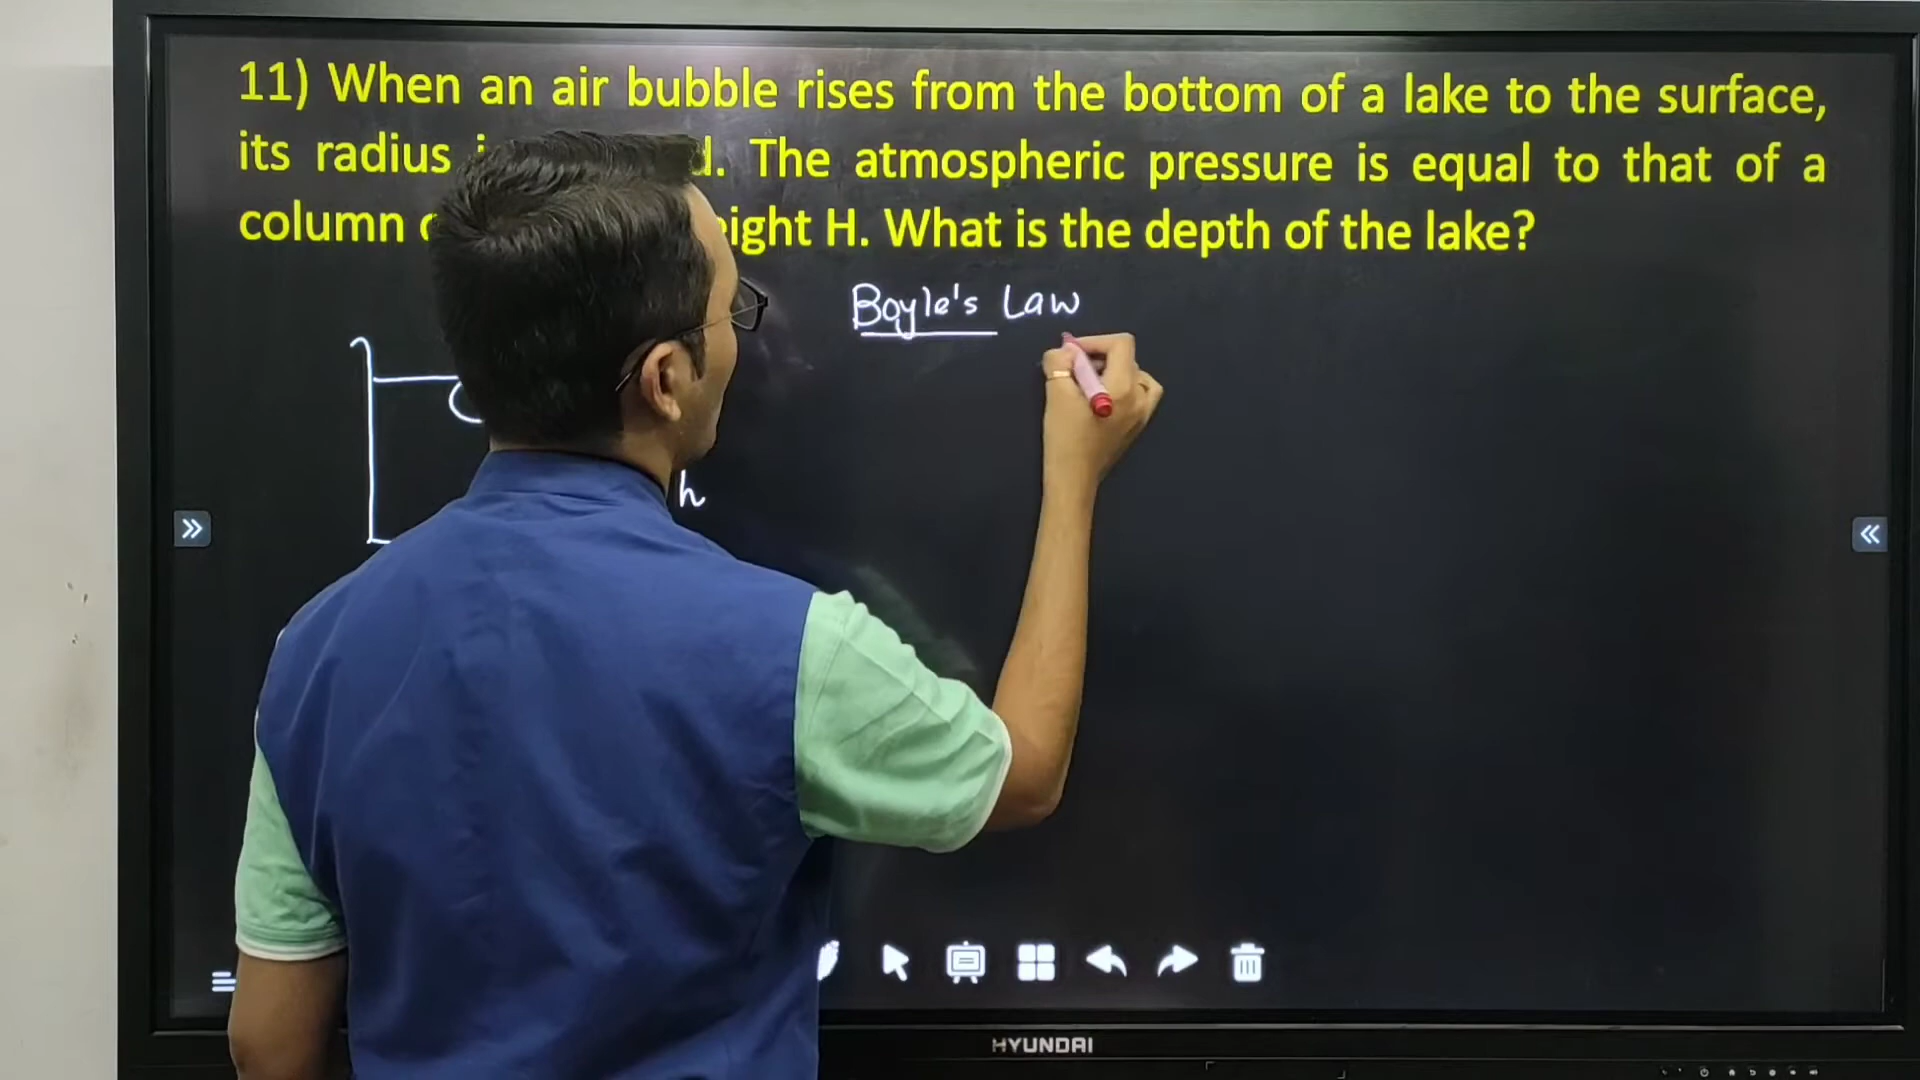 11) When an air bubble rises from the bottom of a lake to the surface,
its radius d. The atmospheric pressure is equal to that of a
column eight H. What is the depth of the lake?
Boyle's Law
h
HYUNDAI